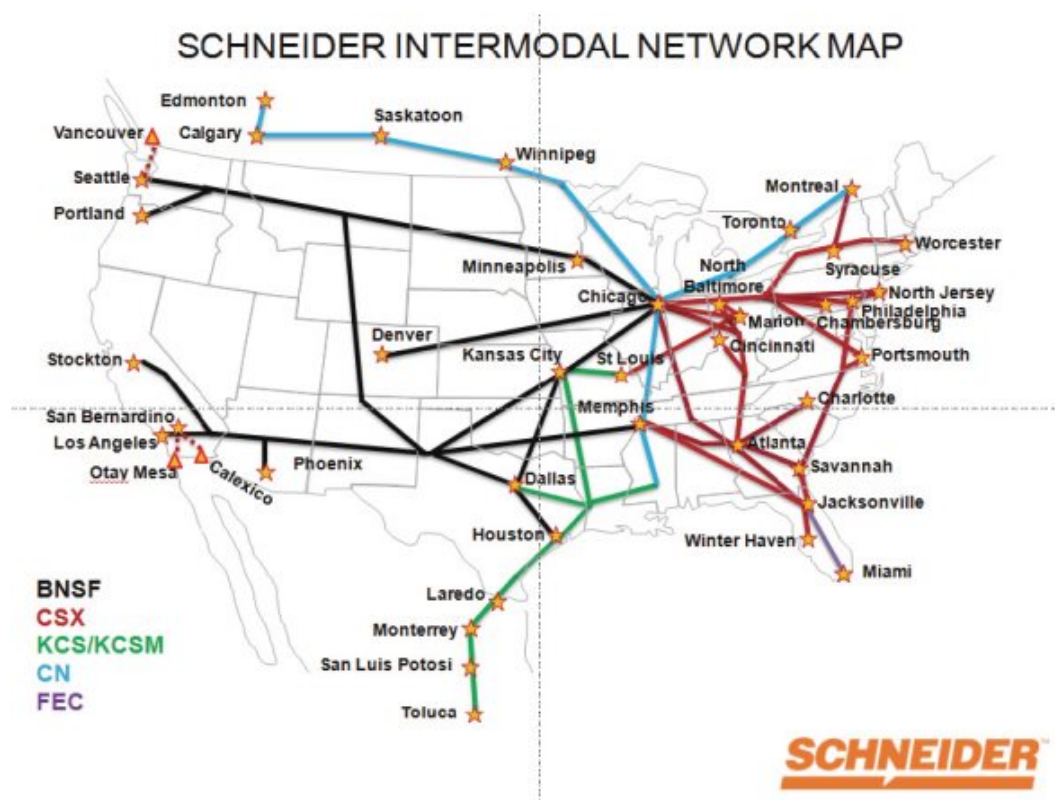 SCHNEIDER INTERMODAL NETWORK MAP
Edmonton
Saskatoon
Vancouver
Calgary
Winnipeg
Seattle
Montreal
Portland
Toronto
Worcester
Minneapolis
North
Baltimore
Syracuse
Chicago
North Jersey
Philadelphia
Marion
Chambersburg
Denver
Cincinnati
Stockton
Kansas City
St Louis
Portsmouth
San Bernardino
Memphis
Charlotte
Los Angeles
Atlanta
Otay Mesa
Calexico
Phoenix
Savannah
Dallas
Jacksonville
Houston
Winter Haven
Miami
BNSF
Laredo
CSX
Monterrey
KCS/KCSM
San Luis Potosi
CN
FEC
Toluca
SCHNEIDER